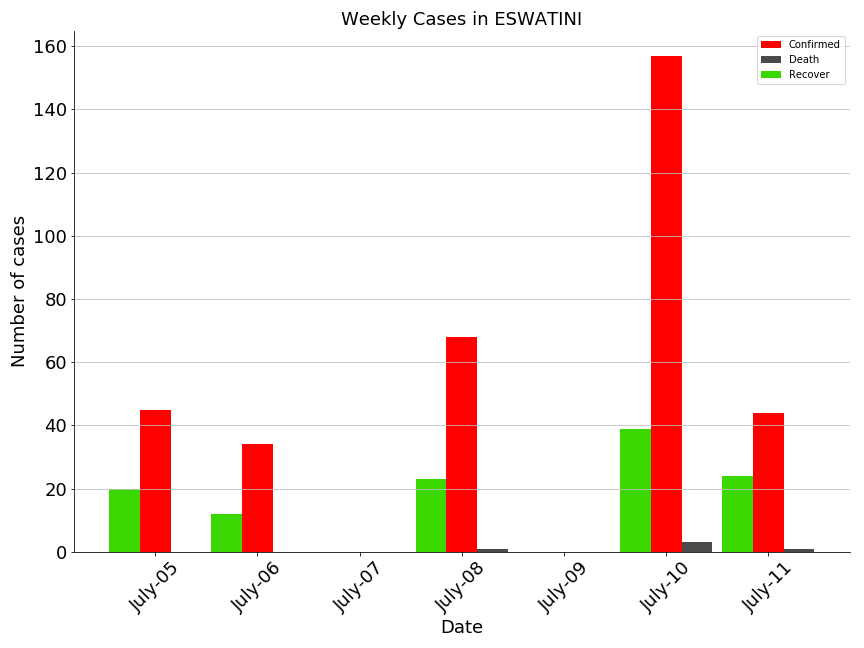 Weekly Cases in ESWATINI
Confirmed
Death
Recover
Number of cases
160
140
120
100
80
60
40
20
0
July-05
July-06
July-07
July-08
July-09
July-10
July-11
Date